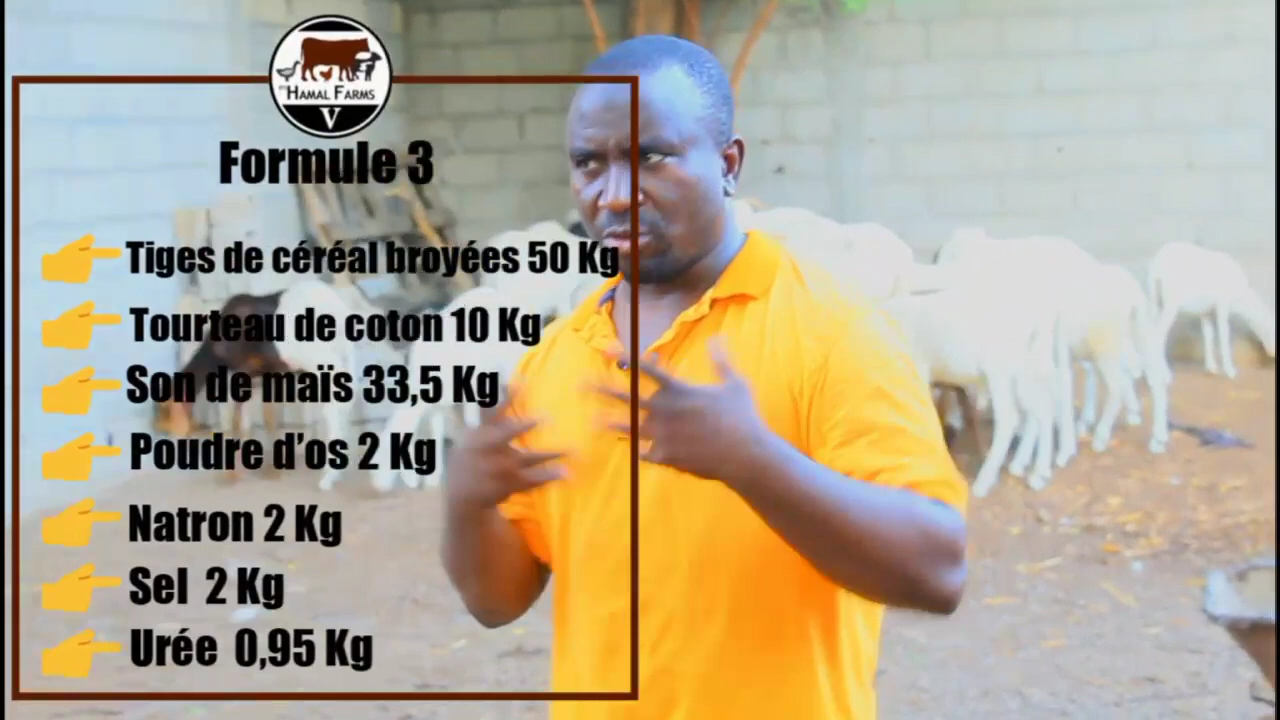 HAMAL FARMS
V
Formule 3
Tiges de céréal broyées 50 Kg
Tourteau de coton 10 Kg
Son de maïs 33,5 Kg
Poudre d'os 2 Kg
Natron 2 Kg
Sel 2 Kg
Urée 0,95 Kg